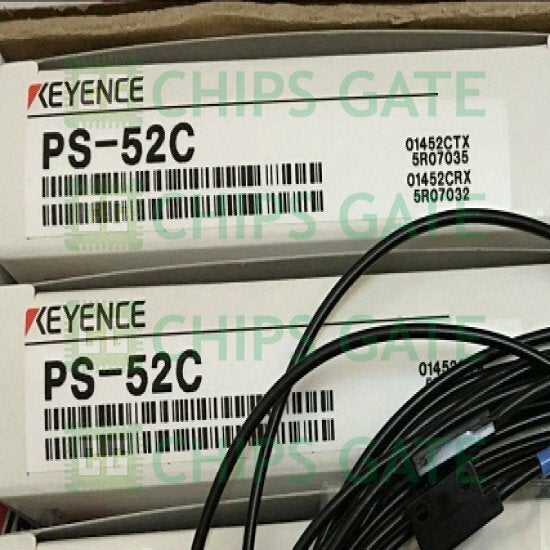 CHIPS GATE
KEYENCE
PS-52C
01452CTX
5R07035
01452CRX
5R07032
CHIPS GATE
KEYENCE
CHIPS GATE
PS-52C
CHIPS GATE